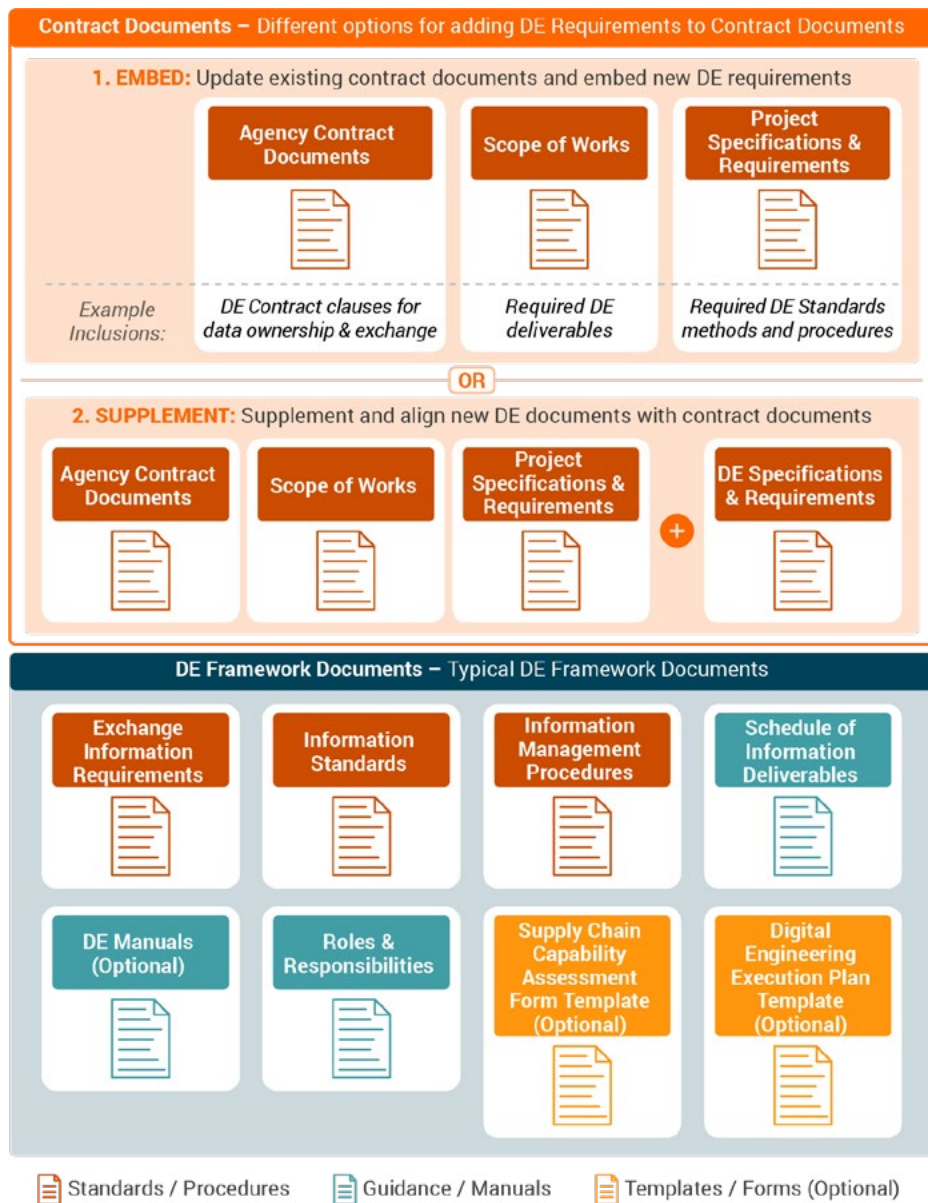 Contract Documents – Different options for adding DE Requirements to Contract Documents
1. EMBED: Update existing contract documents and embed new DE requirements
Agency Contract
Documents
Scope of Works
Project
Specifications &
Requirements
Example
Inclusions:
DE Contract clauses for
data ownership & exchange
Required DE
deliverables
Required DE Standards
methods and procedures
OR
2. SUPPLEMENT: Supplement and align new DE documents with contract documents
Agency Contract
Documents
Scope of Works
Project
Specifications &
Requirements
+
DE Specifications
& Requirements
DE Framework Documents – Typical DE Framework Documents
Exchange
Information
Requirements
Information
Standards
Information
Management
Procedures
Schedule of
Information
Deliverables
DE Manuals
(Optional)
Roles &
Responsibilities
Supply Chain
Capability
Assessment
Form Template
(Optional)
Digital
Engineering
Execution Plan
Template
(Optional)
Standards / Procedures
Guidance / Manuals
Templates / Forms (Optional)